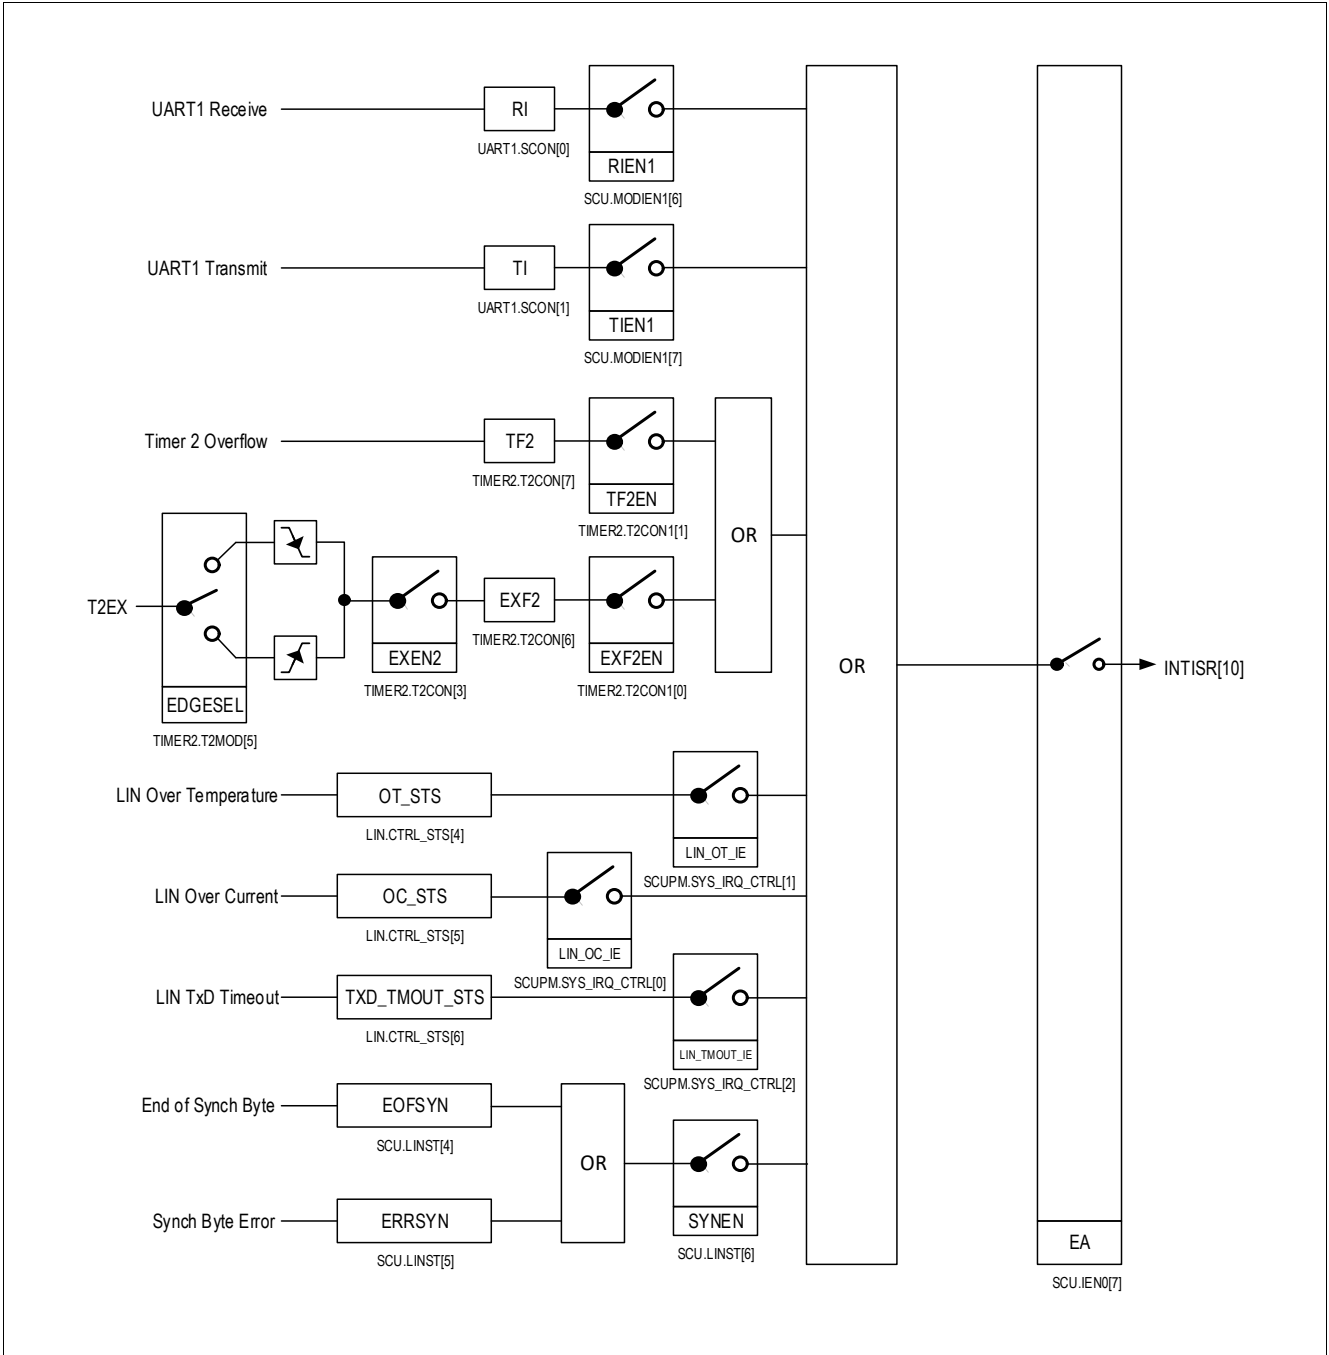 UART1 Receive
RI
UART1.SCON[0]
RIEN1
SCU.MODIEN1[6]
UART1 Transmit
TI
UART1.SCON[1]
TIEN1
SCU.MODIEN1[7]
Timer 2 Overflow
TF2
TIMER2.T2CON[7]
TF2EN
TIMER2.T2CON1[1]
OR
T2EX
EDGESEL
TIMER2.T2MOD[5]
EXEN2
TIMER2.T2CON[3]
EXF2
TIMER2.T2CON[6]
EXF2EN
TIMER2.T2CON1[0]
OR
INTISR[10]
LIN Over Temperature
OT_STS
LIN.CTRL_STS[4]
LIN_OT_IE
SCUPM.SYS_IRQ_CTRL[1]
LIN Over Current
OC_STS
LIN.CTRL_STS[5]
LIN_OC_IE
SCUPM.SYS_IRQ_CTRL[0]
LIN TxD Timeout
TXD_TMOUT_STS
LIN.CTRL_STS[6]
LIN_TMOUT_IE
SCUPM.SYS_IRQ_CTRL[2]
End of Synch Byte
EOFSYN
SCU.LINST[4]
OR
Synch Byte Error
ERRSYN
SCU.LINST[5]
SYNEN
SCU.LINST[6]
EA
SCU.IEN0[7]